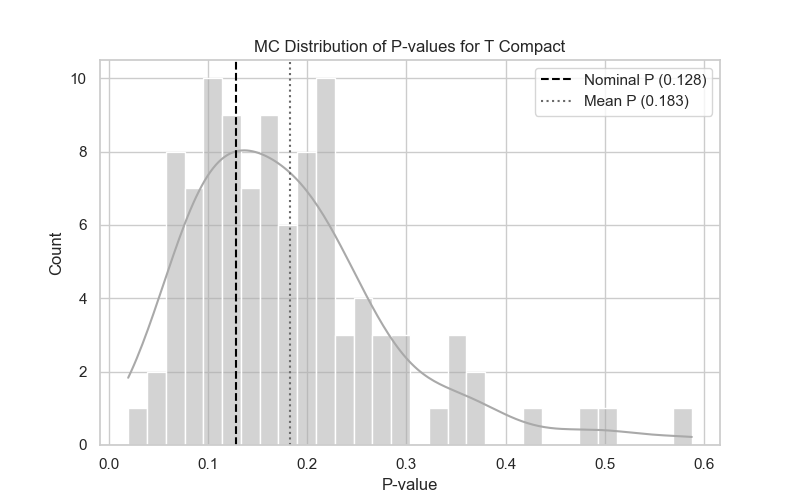 MC Distribution of P-values for T Compact
Nominal P (0.128)
Mean P (0.183)
Count
10
8
6
4
2
0
0.0 0.1 0.2 0.3 0.4 0.5 0.6
P-value